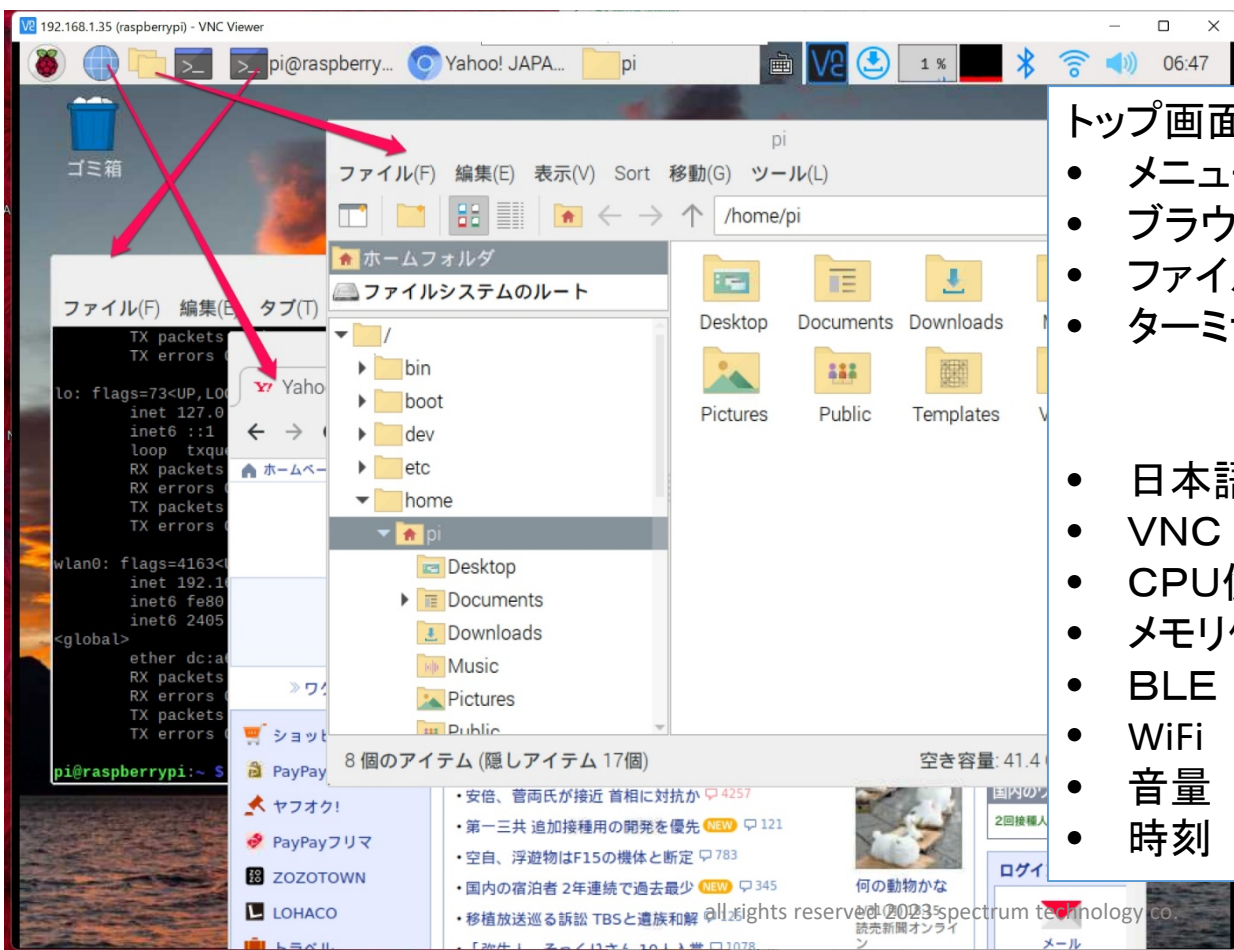 192.168.1.35 (raspberrypi) - VNC Viewer
pi@raspberry... Yahoo! JAPA... pi 1 % 06:47
ゴミ箱
pi
ファイル(F) 編集(E) 表示(V) Sort 移動(G) ツール(L)
/home/pi
ホームフォルダ
ファイルシステムのルート
/
bin
boot
dev
etc
home
pi
Desktop
Documents
Downloads
Music
Pictures
Public
Desktop Documents Downloads
Pictures Public Templates
8 個のアイテム (隠しアイテム 17個) 空き容量: 41.4
ファイル(F) 編集(E) タブ(T)
TX packets
TX errors
lo: flags=73<UP,LOO
inet 127.0
inet6 ::1
loop txque
RX packets
RX errors
TX packets
TX errors
wlan0: flags=4163<U
inet 192.16
inet6 fe80
inet6 2405
<global>
ether dc:a6
RX packets
RX errors
TX packets
TX errors
pi@raspberrypi:~ $
Y! Yaho
ホームペー
ショッピ
PayPay
ヤフオク!
PayPayフリマ
ZOZOTOWN
LOHACO
・安倍、菅両氏が接近 首相に対抗か 4257
・第一三共 追加接種用の開発を優先 NEW 121
・空自、浮遊物はF15の機体と断定 783
・国内の宿泊者 2年連続で過去最少 NEW 345
・移植放送巡る訴訟 TBSと遺族和解
何の動物かな
読売新聞オンライン
国内のワ
2回接種人
ログイ
メール
トップ画面
• メニュー
• ブラウ
• ファイル
• ターミ
• 日本語
• VNC
• CPU
• メモリ
• BLE
• WiFi
• 音量
• 時刻
all rights reserved 2023 spectrum technology co.